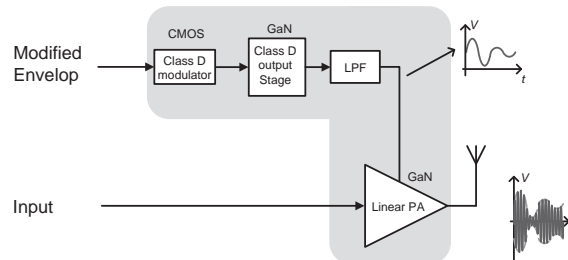 CMOS
GaN
Modified
Envelop
Class D
modulator
Class D
output
Stage
LPF
V
t
GaN
Input
Linear PA
V